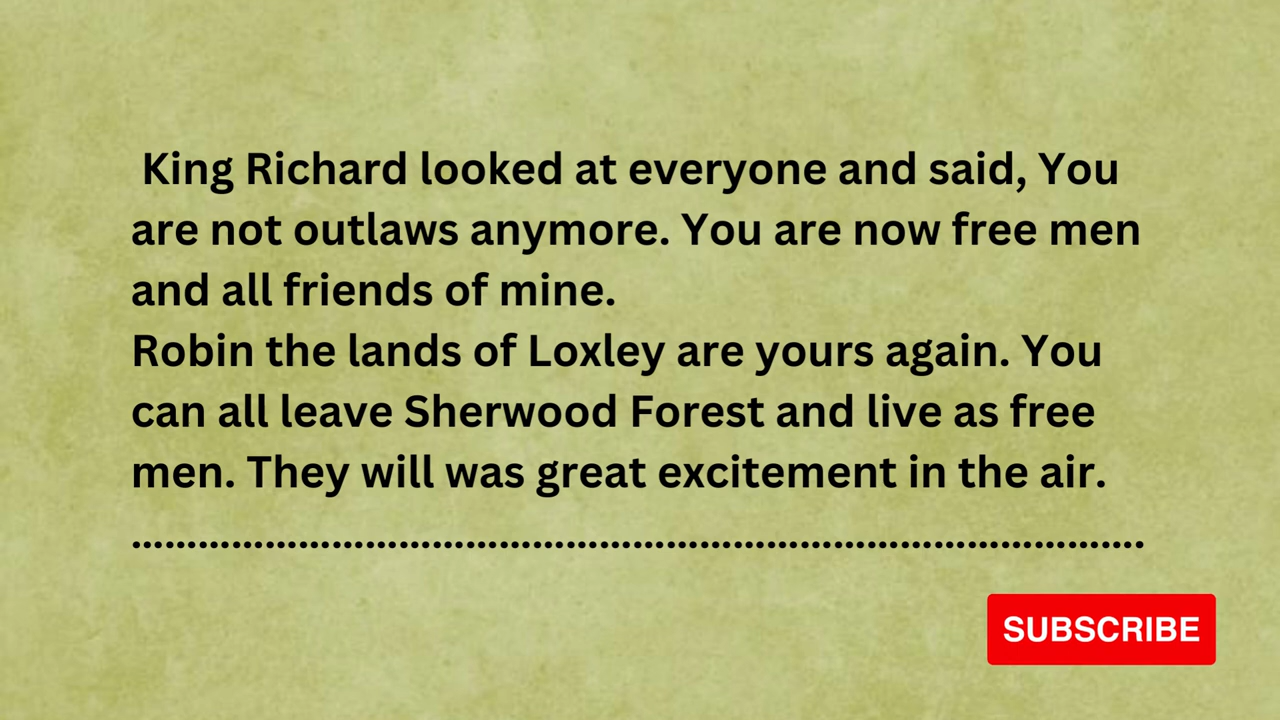 King Richard looked at everyone and said, You
are not outlaws anymore. You are now free men
and all friends of mine.
Robin the lands of Loxley are yours again. You
can all leave Sherwood Forest and live as free
men. They will was great excitement in the air.
....................................................................................................
SUBSCRIBE